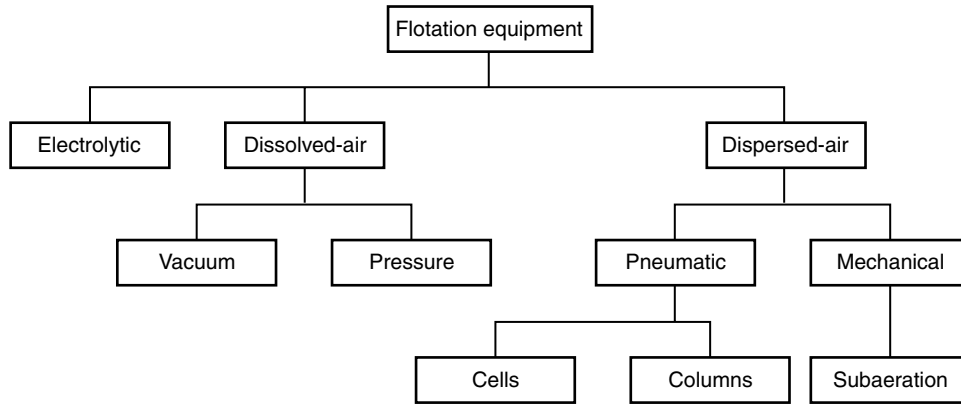 Flotation equipment
Electrolytic
Dissolved-air
Dispersed-air
Vacuum
Pressure
Pneumatic
Mechanical
Cells
Columns
Subaeration